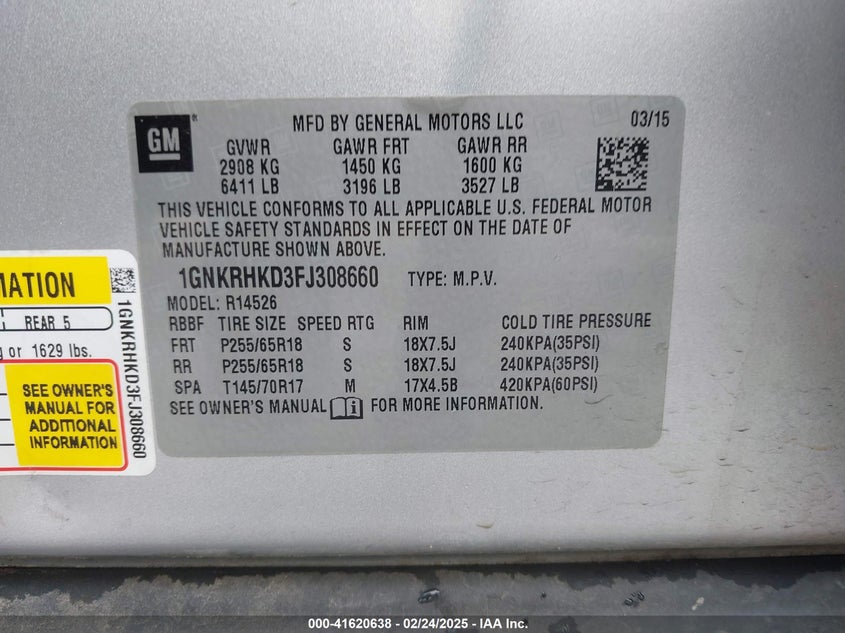 GM
MFD BY GENERAL MOTORS LLC 03/15
GVWR GAWR FRT GAWR RR
2908 KG 1450 KG 1600 KG
6411 LB 3196 LB 3527 LB
THIS VEHICLE CONFORMS TO ALL APPLICABLE U.S. FEDERAL MOTOR
VEHICLE SAFETY STANDARDS IN EFFECT ON THE DATE OF
MANUFACTURE SHOWN ABOVE.
1GNKRHKD3FJ308660 TYPE: M.P.V.
MODEL: R14526
RBBF TIRE SIZE SPEED RTG RIM COLD TIRE PRESSURE
FRT P255/65R18 S 18X7.5J 240KPA(35PSI)
RR P255/65R18 S 18X7.5J 240KPA(35PSI)
SPA T145/70R17 M 17X4.5B 420KPA(60PSI)
SEE OWNER'S MANUAL FOR MORE INFORMATION.
MATION
REAR 5
g or 1629 lbs.
SEE OWNER'S
MANUAL FOR
ADDITIONAL
INFORMATION
1GNKRHKD3FJ308660
000-41620638 - 02/24/2025 - IAA Inc.